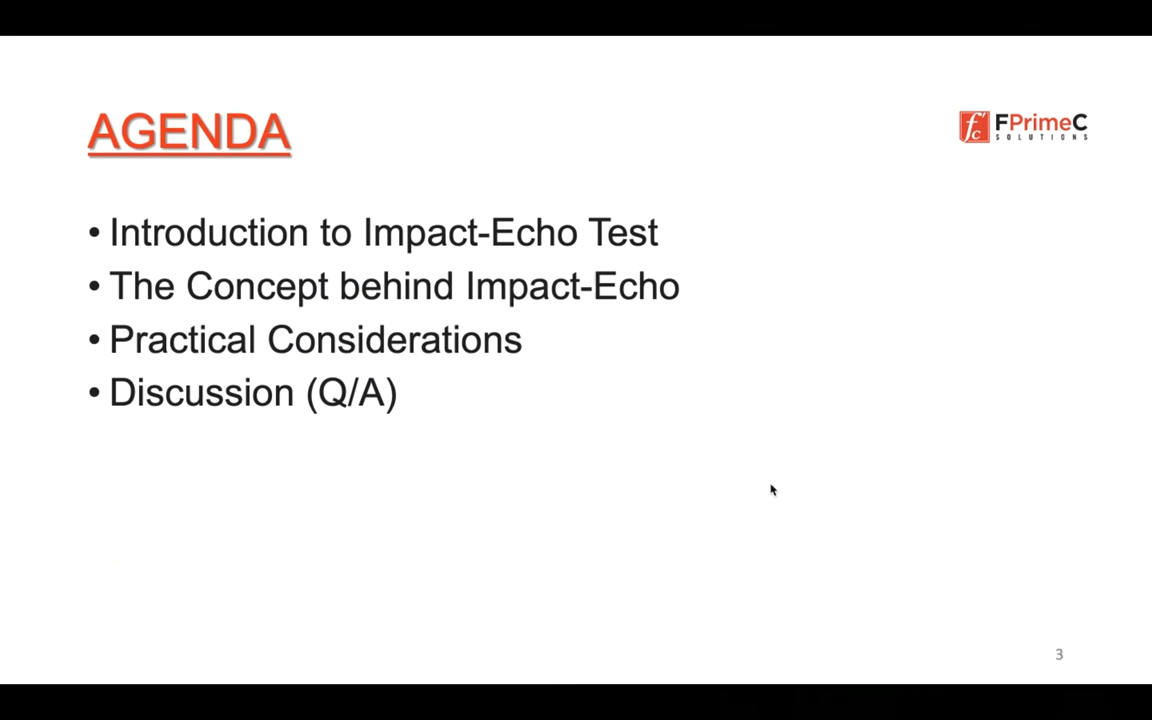 AGENDA
f'c FPrimeC
SOLUTIONS
• Introduction to Impact-Echo Test
• The Concept behind Impact-Echo
• Practical Considerations
• Discussion (Q/A)
3